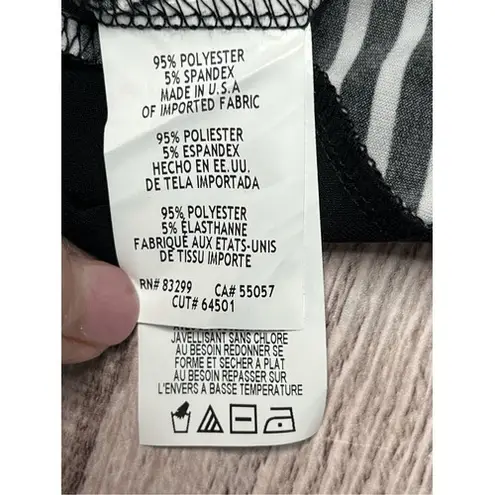 95% POLYESTER
5% SPANDEX
MADE IN U.S.A
OF IMPORTED FABRIC
95% POLIESTER
5% ESPANDEX
HECHO EN EE.UU.
DE TELA IMPORTADA
95% POLYESTER
5% ÉLASTHANNE
FABRIQUÉ AUX ETATS-UNIS
DE TISSU IMPORTE
RN# 83299 CA# 55057
CUT# 64501
JAVELLISANT SANS CHLORE
AU BESOIN REDONNER SE
FORME ET SECHER A PLAT
AU BESOIN REPASSER SUR
L'ENVERS A BASSE TEMPERATURE